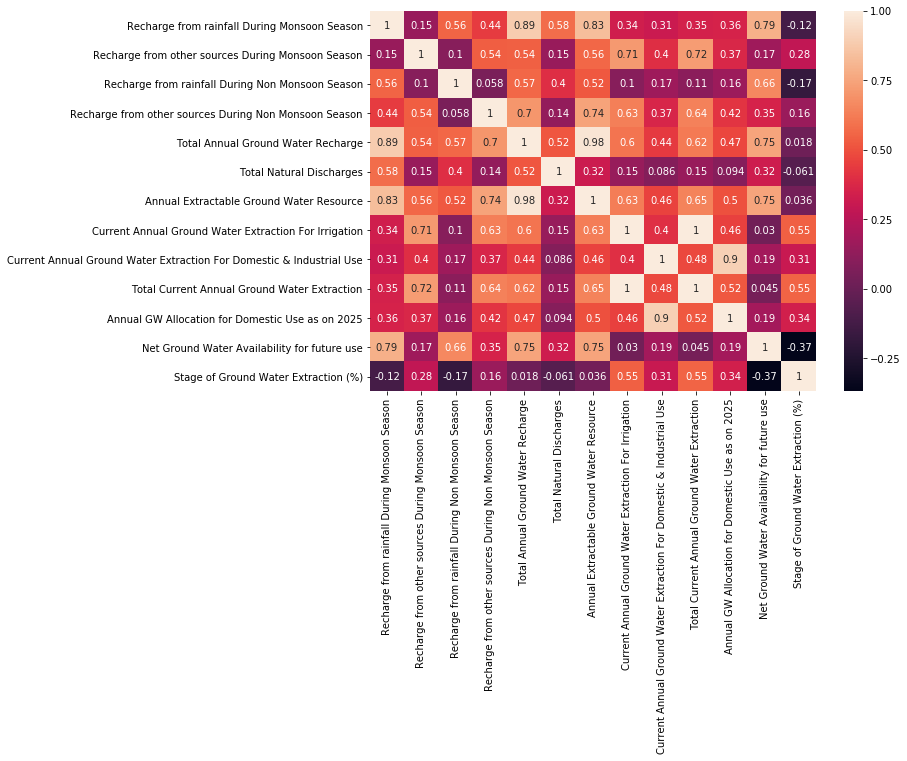 Recharge from rainfall During Monsoon Season 1 0.15 0.56 0.44 0.89 0.58 0.83 0.34 0.31 0.35 0.36 0.79 -0.12
Recharge from other sources During Monsoon Season 0.15 1 0.1 0.54 0.54 0.15 0.56 0.71 0.4 0.72 0.37 0.17 0.28
Recharge from rainfall During Non Monsoon Season 0.56 0.1 1 0.058 0.57 0.4 0.52 0.1 0.17 0.11 0.16 0.66 -0.17
Recharge from other sources During Non Monsoon Season 0.44 0.54 0.058 1 0.7 0.14 0.74 0.63 0.37 0.64 0.42 0.35 0.16
Total Annual Ground Water Recharge 0.89 0.54 0.57 0.7 1 0.52 0.98 0.6 0.44 0.62 0.47 0.75 0.018
Total Natural Discharges 0.58 0.15 0.4 0.14 0.52 1 0.32 0.15 0.086 0.15 0.094 0.32 -0.061
Annual Extractable Ground Water Resource 0.83 0.56 0.52 0.74 0.98 0.32 1 0.63 0.46 0.65 0.5 0.75 0.036
Current Annual Ground Water Extraction For Irrigation 0.34 0.71 0.1 0.63 0.6 0.15 0.63 1 0.4 1 0.46 0.03 0.55
Current Annual Ground Water Extraction For Domestic & Industrial Use 0.31 0.4 0.17 0.37 0.44 0.086 0.46 0.4 1 0.48 0.9 0.19 0.31
Total Current Annual Ground Water Extraction 0.35 0.72 0.11 0.64 0.62 0.15 0.65 1 0.48 1 0.52 0.045 0.55
Annual GW Allocation for Domestic Use as on 2025 0.36 0.37 0.16 0.42 0.47 0.094 0.5 0.46 0.9 0.52 1 0.19 0.34
Net Ground Water Availability for future use 0.79 0.17 0.66 0.35 0.75 0.32 0.75 0.03 0.19 0.045 0.19 1 -0.37
Stage of Ground Water Extraction (%) -0.12 0.28 -0.17 0.16 0.018 -0.061 0.036 0.55 0.31 0.55 0.34 -0.37 1
Recharge from rainfall During Monsoon Season
Recharge from other sources During Monsoon Season
Recharge from rainfall During Non Monsoon Season
Recharge from other sources During Non Monsoon Season
Total Annual Ground Water Recharge
Total Natural Discharges
Annual Extractable Ground Water Resource
Current Annual Ground Water Extraction For Irrigation
Current Annual Ground Water Extraction For Domestic & Industrial Use
Total Current Annual Ground Water Extraction
Annual GW Allocation for Domestic Use as on 2025
Net Ground Water Availability for future use
Stage of Ground Water Extraction (%)
1.00
0.75
0.50
0.25
0.00
−0.25